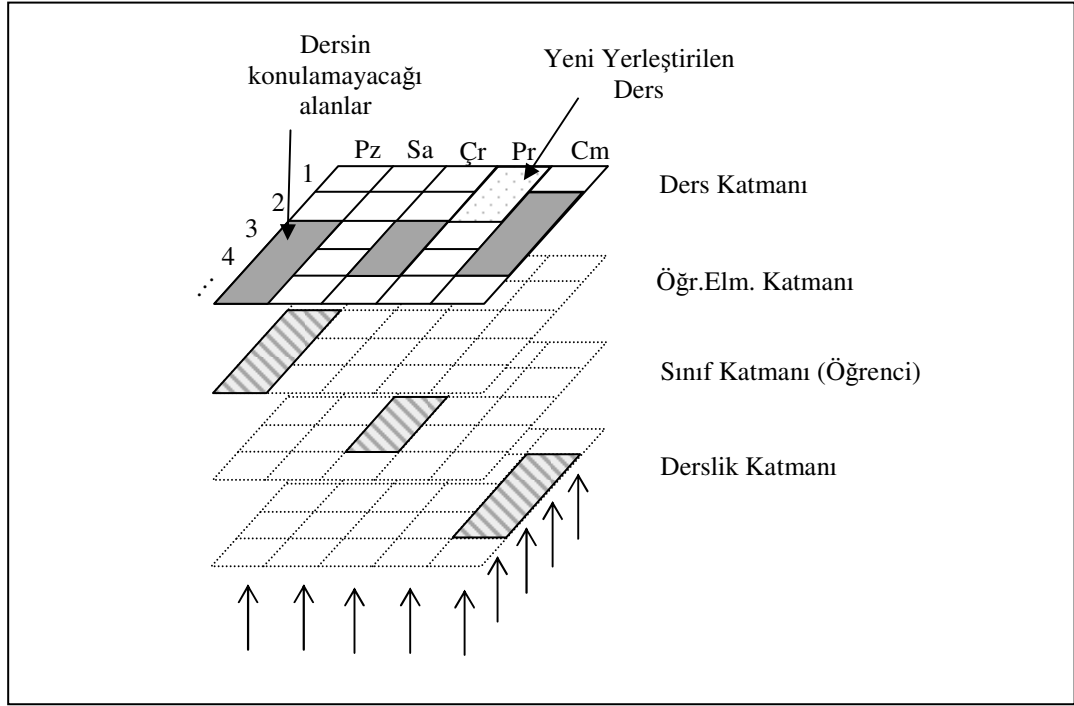 Dersin
konulamayacağı
alanlar
Yeni Yerleştirilen
Ders
Pz Sa Çr Pr Cm
1
2
3
4
...
Ders Katmanı
Öğr.Elm. Katmanı
Sınıf Katmanı (Öğrenci)
Derslik Katmanı